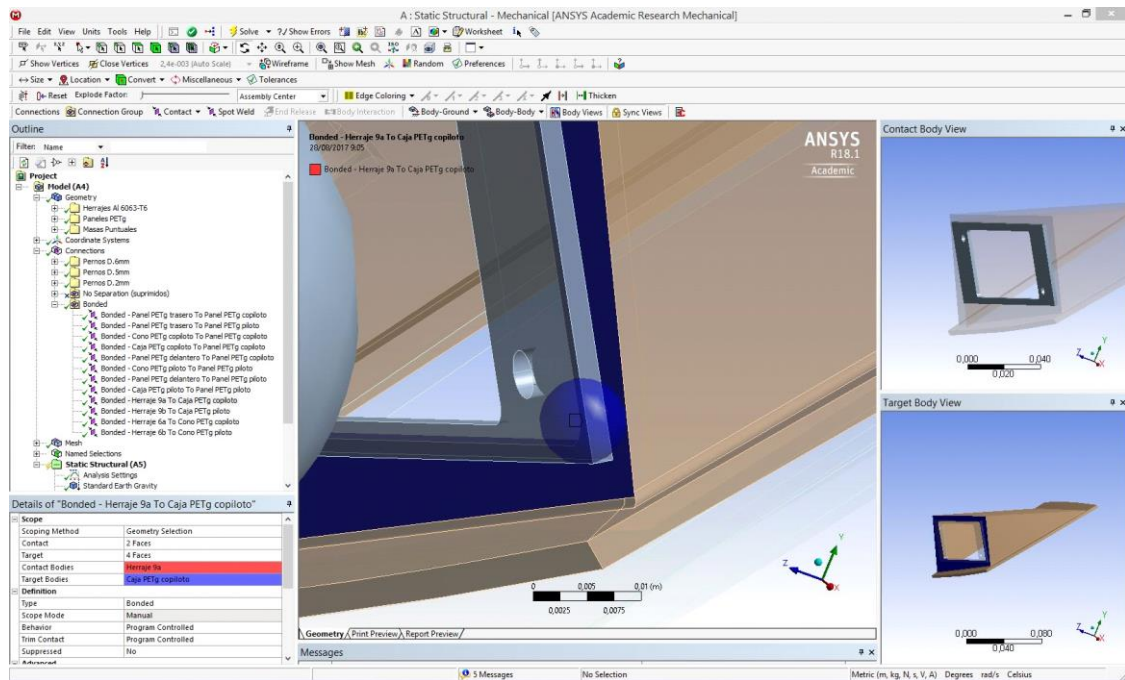 A : Static Structural - Mechanical [ANSYS Academic Research Mechanical]
File Edit View Units Tools Help Solve ?/ Show Errors Worksheet
Show Vertices Close Vertices 2,4e-003 (Auto Scale) Wireframe Show Mesh Random Preferences
Size Location Convert Miscellaneous Tolerances
Reset Explode Factor: Assembly Center Edge Coloring Thicken
Connections Connection Group Contact Spot Weld End Release Body Interaction Body-Ground Body-Body Body Views Sync Views
Outline
Filter: Name
Project
Model (A4)
Geometry
Herrajes Al 6063-T6
Paneles PETg
Masas Puntuales
Coordinate Systems
Connections
Pernos D.6mm
Pernos D.5mm
Pernos D.2mm
No Separation (suprimidos)
Bonded
Bonded - Panel PETg trasero To Panel PETg copiloto
Bonded - Panel PETg trasero To Panel PETg piloto
Bonded - Cono PETg copiloto To Panel PETg copiloto
Bonded - Caja PETg copiloto To Panel PETg copiloto
Bonded - Panel PETg delantero To Panel PETg copiloto
Bonded - Cono PETg piloto To Panel PETg piloto
Bonded - Panel PETg delantero To Panel PETg piloto
Bonded - Caja PETg piloto To Panel PETg piloto
Bonded - Herraje 9a To Caja PETg copiloto
Bonded - Herraje 9b To Caja PETg piloto
Bonded - Herraje 6a To Cono PETg copiloto
Bonded - Herraje 6b To Cono PETg piloto
Mesh
Named Selections
Static Structural (A5)
Analysis Settings
Standard Earth Gravity
Details of "Bonded - Herraje 9a To Caja PETg copiloto"
Scope
Scoping Method Geometry Selection
Contact 2 Faces
Target 4 Faces
Contact Bodies Herraje 9a
Target Bodies Caja PETg copiloto
Definition
Type Bonded
Scope Mode Manual
Behavior Program Controlled
Trim Contact Program Controlled
Suppressed No
Advanced
Bonded - Herraje 9a To Caja PETg copiloto
28/08/2017 9:05
Bonded - Herraje 9a To Caja PETg copiloto
ANSYS
R18.1
Academic
0 0,005 0,01 (m)
0,0025 0,0075
Z Y X
Geometry Print Preview Report Preview
Messages
Contact Body View
0,000 0,040
0,020
Z Y X
Target Body View
0,000 0,080
0,040
Z Y X
5 Messages No Selection Metric (m, kg, N, s, V, A) Degrees rad/s Celsius